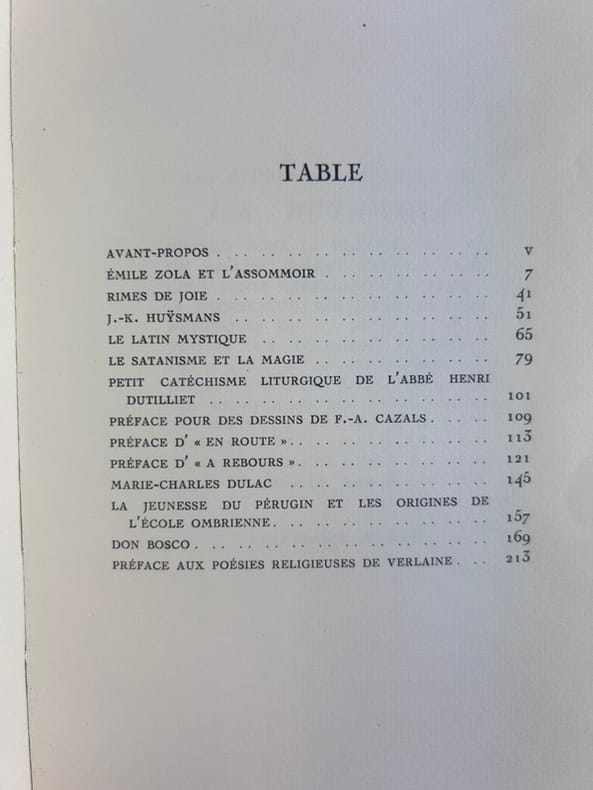 TABLE
AVANT-PROPOS . . . . . . . . . . . . . . . . . . V
ÉMILE ZOLA ET L'ASSOMMOIR . . . . . . . . . . . 7
RIMES DE JOIE . . . . . . . . . . . . . . . . . . 41
J.-K. HUŸSMANS . . . . . . . . . . . . . . . . . 51
LE LATIN MYSTIQUE . . . . . . . . . . . . . . . 65
LE SATANISME ET LA MAGIE . . . . . . . . . . . . 79
PETIT CATÉCHISME LITURGIQUE DE L'ABBÉ HENRI
DUTILLIET . . . . . . . . . . . . . . . . . . 101
PRÉFACE POUR DES DESSINS DE F.-A. CAZALS . . . . . 109
PRÉFACE D' « EN ROUTE » . . . . . . . . . . . . . 113
PRÉFACE D' « A REBOURS » . . . . . . . . . . . . . 121
MARIE-CHARLES DULAC . . . . . . . . . . . . . . 145
LA JEUNESSE DU PÉRUGIN ET LES ORIGINES DE
L'ÉCOLE OMBRIENNE . . . . . . . . . . . . . . 157
DON BOSCO . . . . . . . . . . . . . . . . . . . 169
PRÉFACE AUX POÉSIES RELIGIEUSES DE VERLAINE . . . 213